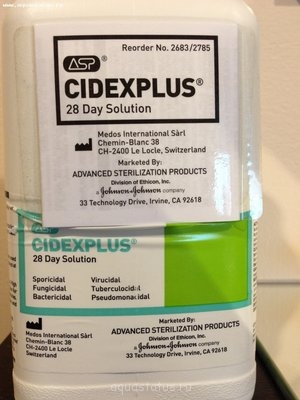 Reorder No. 2683/2785
ASP
CIDEXPLUS®
28 Day Solution
Medos International Sàrl
Chemin-Blanc 38
CH-2400 Le Locle, Switzerland
Marketed By:
ADVANCED STERILIZATION PRODUCTS
Division of Ethicon, Inc.
a Johnson & Johnson company
33 Technology Drive, Irvine, CA 92618
ASP
CIDEXPLUS®
28 Day Solution
Sporicidal Virucidal
Fungicidal Tuberculocidal
Bactericidal Pseudomonacidal
Marketed By:
Medos International Sàrl
Chemin-Blanc 38
CH-2400 Le Locle
Switzerland
ADVANCED STERILIZATION PRODUCTS
Division of Ethicon, Inc.
a Johnson & Johnson company
33 Technology Drive, Irvine, CA 92618